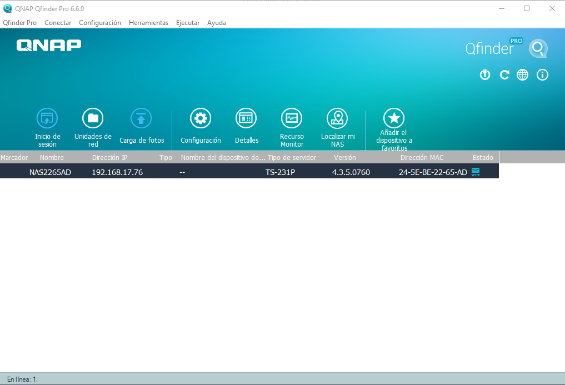 QNAP Qfinder Pro 6.6.0
Qfinder Pro Conectar Configuración Herramientas Ejecutar Ayuda
QNAP
Qfinder PRO
Inicio de sesión
Unidades de red
Carga de fotos
Configuración
Detalles
Recurso Monitor
Localizar mi NAS
Añadir el dispositivo a favoritos
Marcador Nombre Dirección IP Tipo Nombre del dispositivo de... Tipo de servidor Versión Dirección MAC Estado
NAS2265AD 192.168.17.76 -- TS-231P 4.3.5.0760 24-5E-BE-22-65-AD
En línea: 1